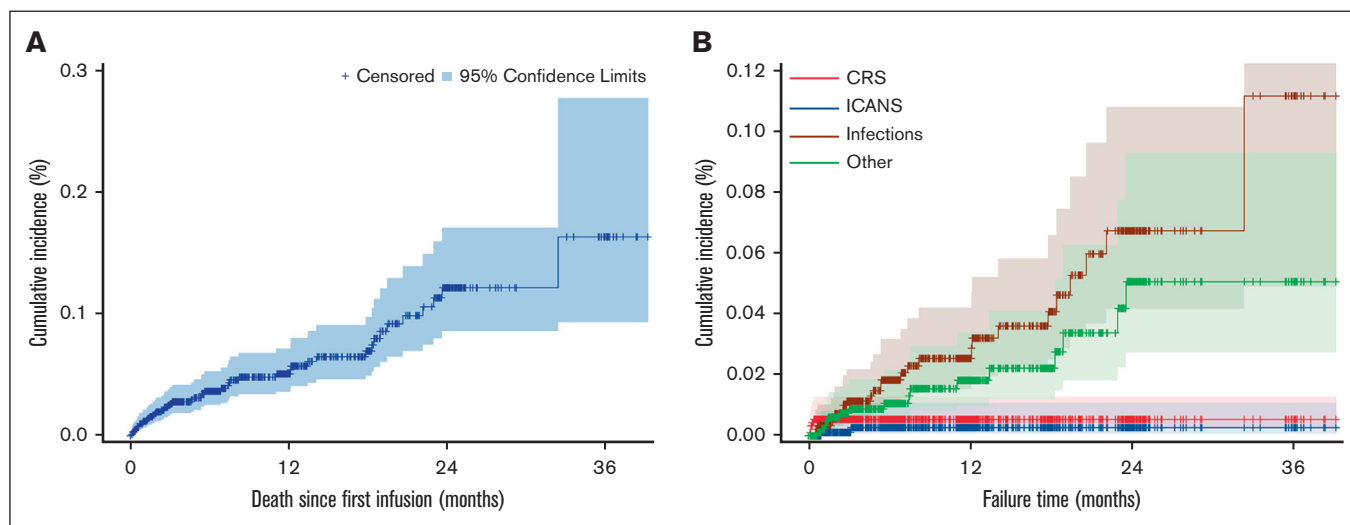 A
0.3
0.2
0.1
0.0
Cumulative incidence (%)
+ Censored 95% Confidence Limits
0 12 24 36
Death since first infusion (months)
B
0.12
0.10
0.08
0.06
0.04
0.02
0.00
Cumulative incidence (%)
CRS
ICANS
Infections
Other
0 12 24 36
Failure time (months)